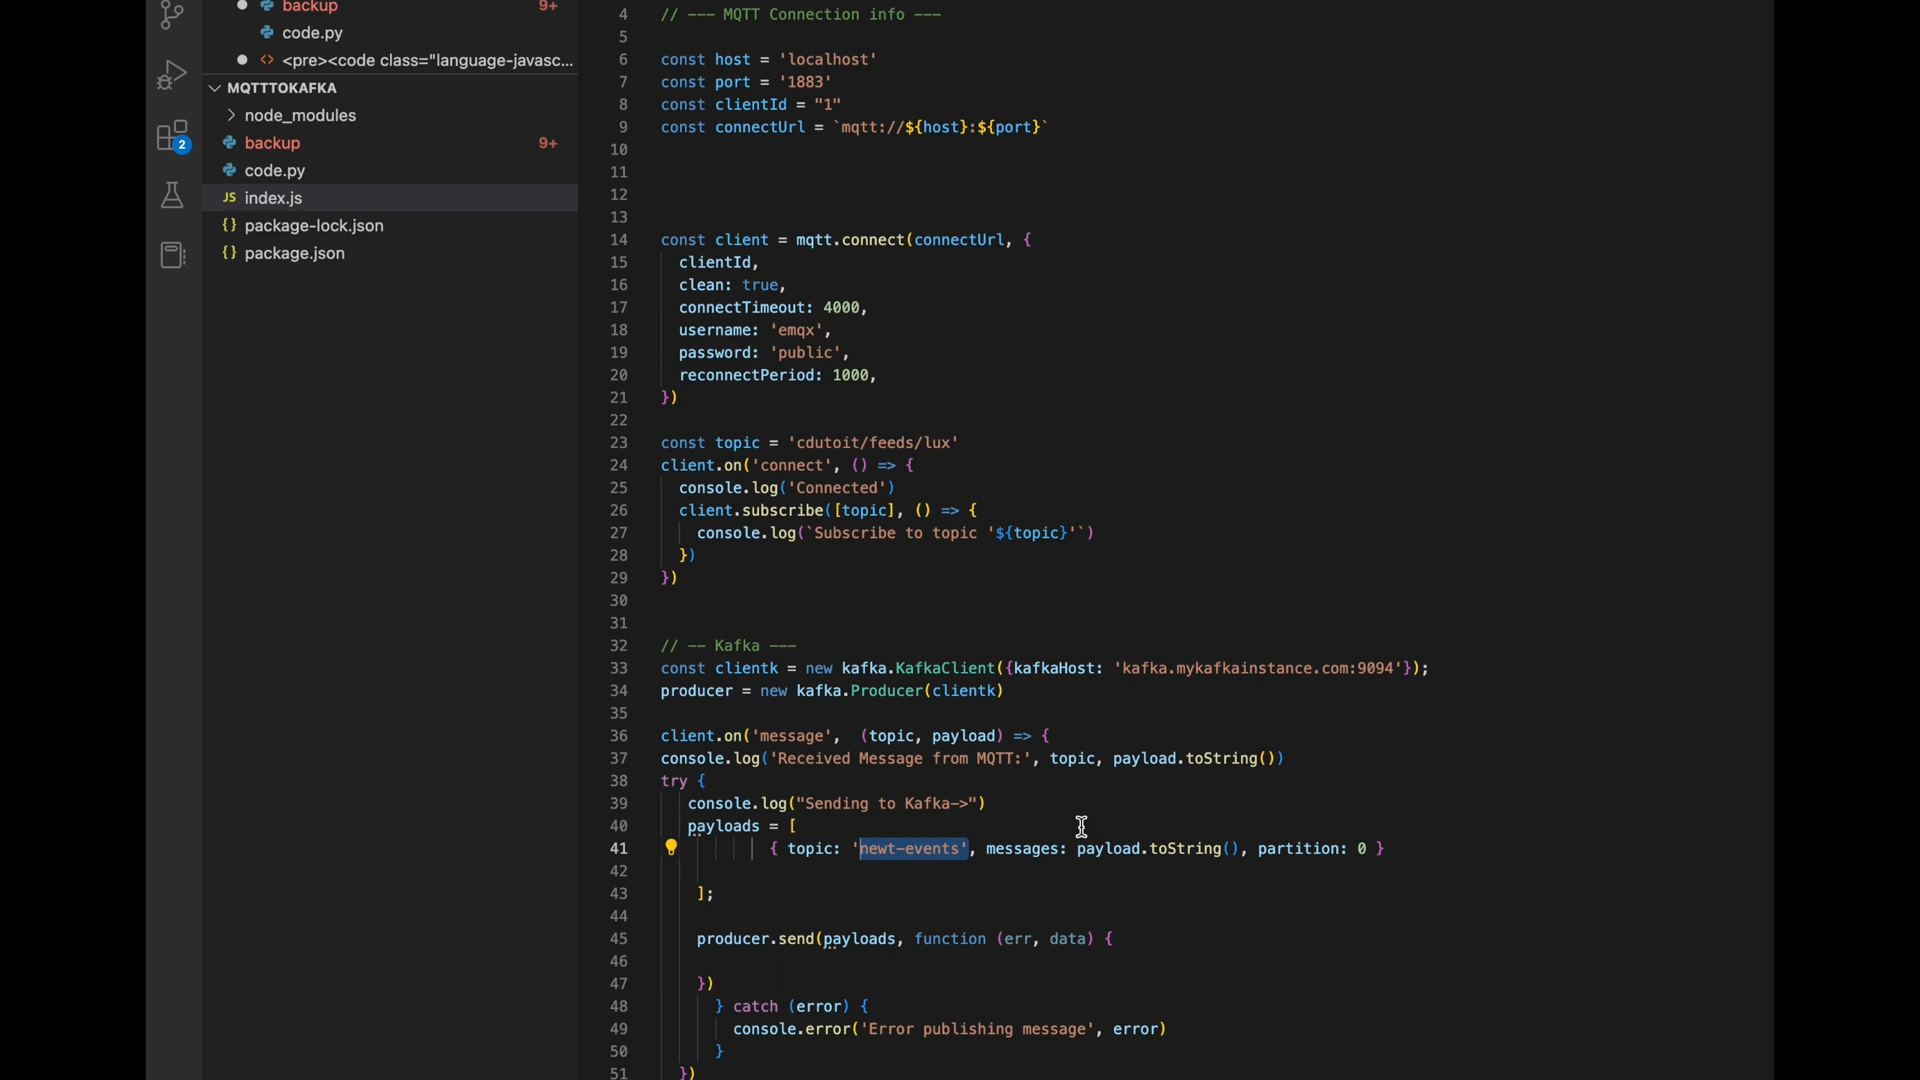 backup 9+
code.py
<pre><code class="language-javasc...
MQTTTOKAFKA
node_modules
backup 9+
2
code.py
JS index.js
{} package-lock.json
{} package.json
4 // --- MQTT Connection info ---
5
6 const host = 'localhost'
7 const port = '1883'
8 const clientId = "1"
9 const connectUrl = `mqtt://${host}:${port}`
10
11
12
13
14 const client = mqtt.connect(connectUrl, {
15 clientId,
16 clean: true,
17 connectTimeout: 4000,
18 username: 'emqx',
19 password: 'public',
20 reconnectPeriod: 1000,
21 })
22
23 const topic = 'cdutoit/feeds/lux'
24 client.on('connect', () => {
25 console.log('Connected')
26 client.subscribe([topic], () => {
27 console.log(`Subscribe to topic '${topic}'`)
28 })
29 })
30
31
32 // -- Kafka ---
33 const clientk = new kafka.KafkaClient({kafkaHost: 'kafka.mykafkainstance.com:9094'});
34 producer = new kafka.Producer(clientk)
35
36 client.on('message', (topic, payload) => {
37 console.log('Received Message from MQTT:', topic, payload.toString())
38 try {
39 console.log("Sending to Kafka->")
40 payloads = [
41 { topic: 'newt-events', messages: payload.toString(), partition: 0 }
42
43 ];
44
45 producer.send(payloads, function (err, data) {
46
47 })
48 } catch (error) {
49 console.error('Error publishing message', error)
50 }
51 })